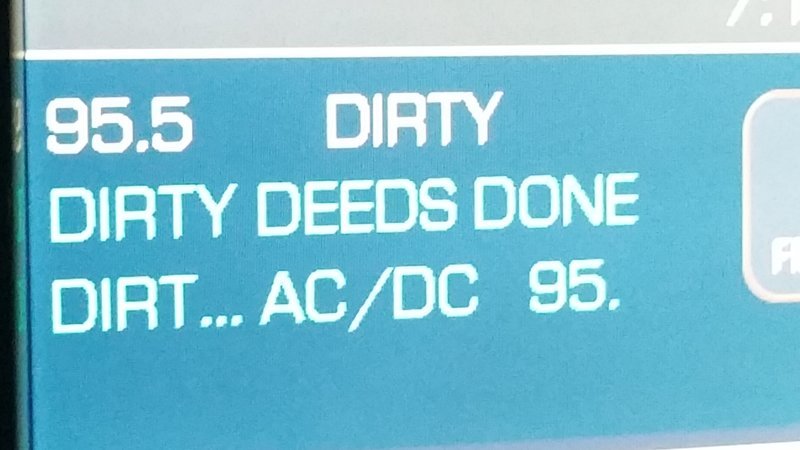 95.5 DIRTY
DIRTY DEEDS DONE
DIRT... AC/DC 95.